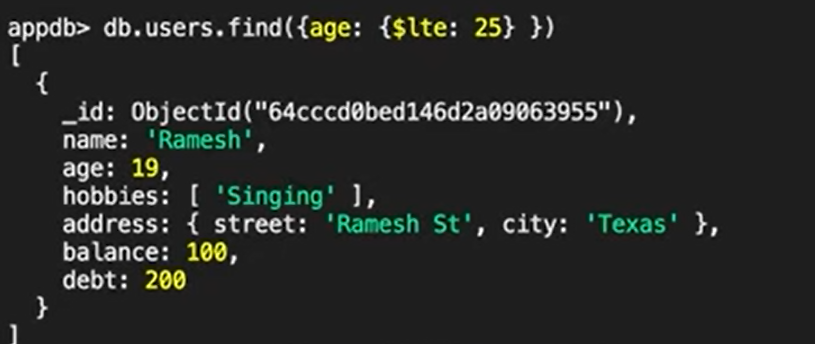 appdb> db.users.find({age: {$lte: 25} })
[
{
_id: ObjectId("64cccd0bed146d2a09063955"),
name: 'Ramesh',
age: 19,
hobbies: [ 'Singing' ],
address: { street: 'Ramesh St', city: 'Texas' },
balance: 100,
debt: 200
}
]